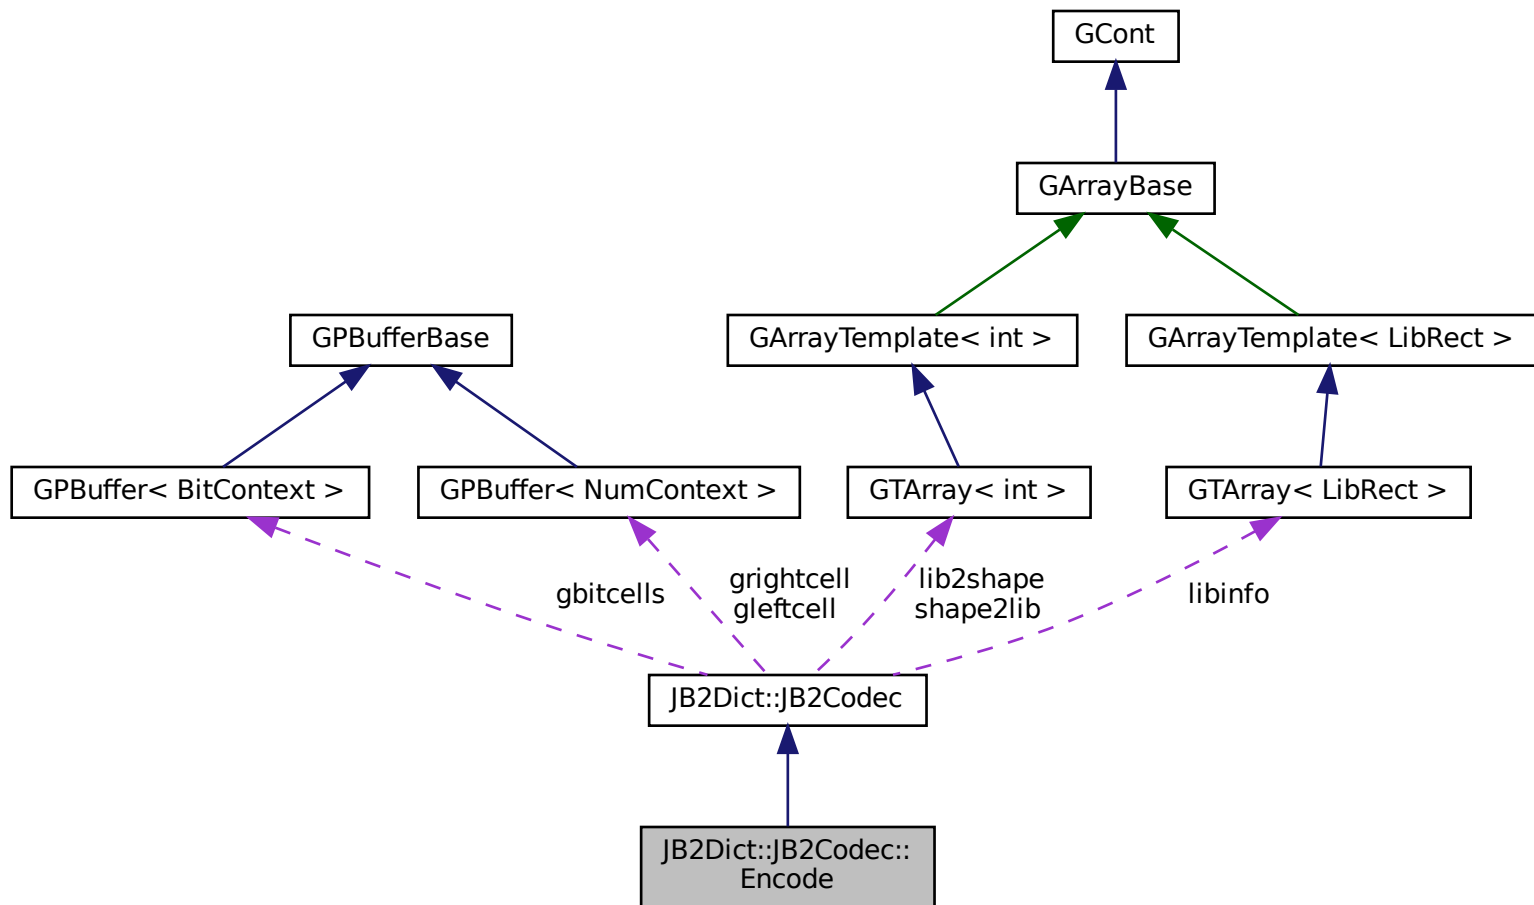 GCont
GArrayBase
GPBufferBase
GArrayTemplate< int >
GArrayTemplate< LibRect >
GPBuffer< BitContext >
GPBuffer< NumContext >
GTArray< int >
GTArray< LibRect >
gbitcells
grightcell
gleftcell
lib2shape
shape2lib
libinfo
JB2Dict::JB2Codec
JB2Dict::JB2Codec::
Encode